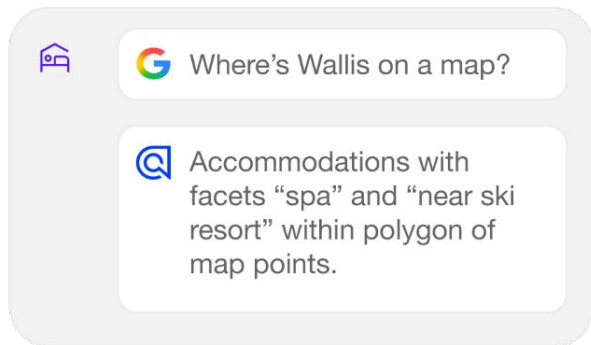 Where’s Wallis on a map?
Accommodations with
facets “spa” and “near ski
resort” within polygon of
map points.